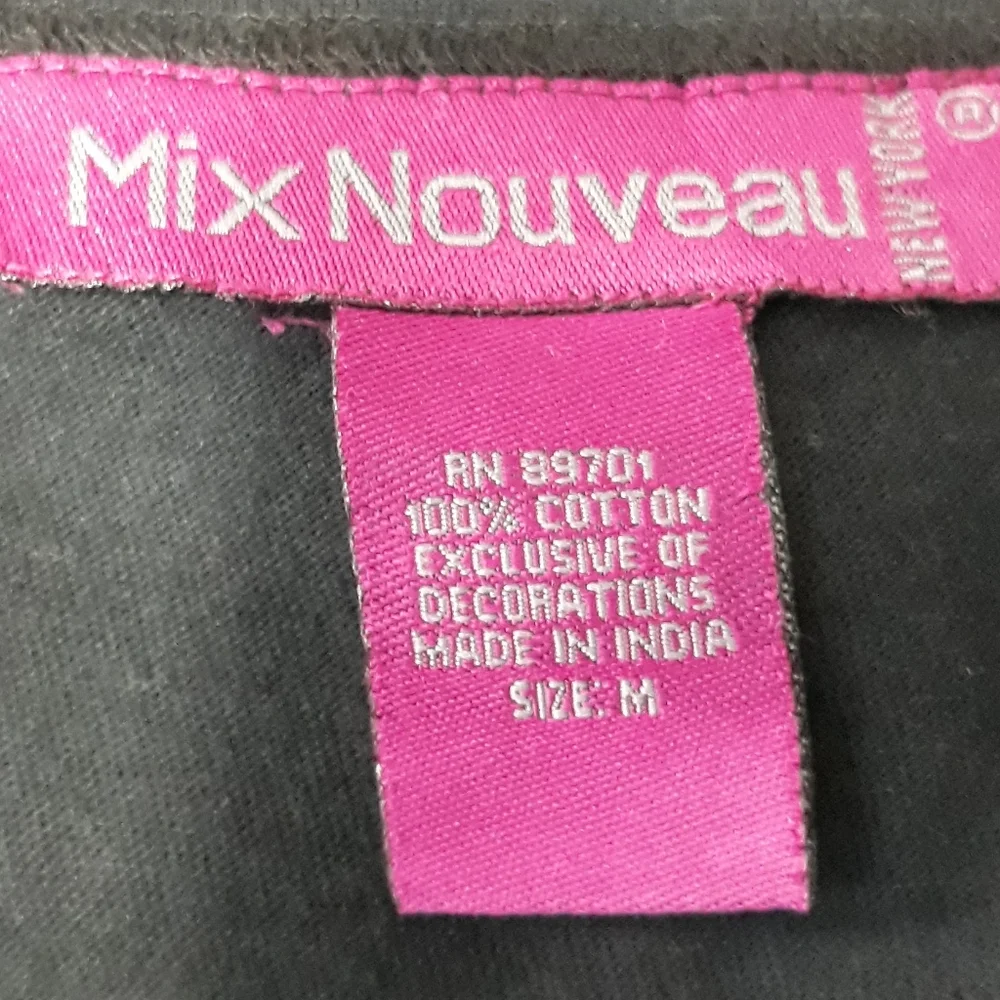 Mix Nouveau NEW YORK ®
RN 89701
100% COTTON
EXCLUSIVE OF
DECORATIONS
MADE IN INDIA
SIZE: M